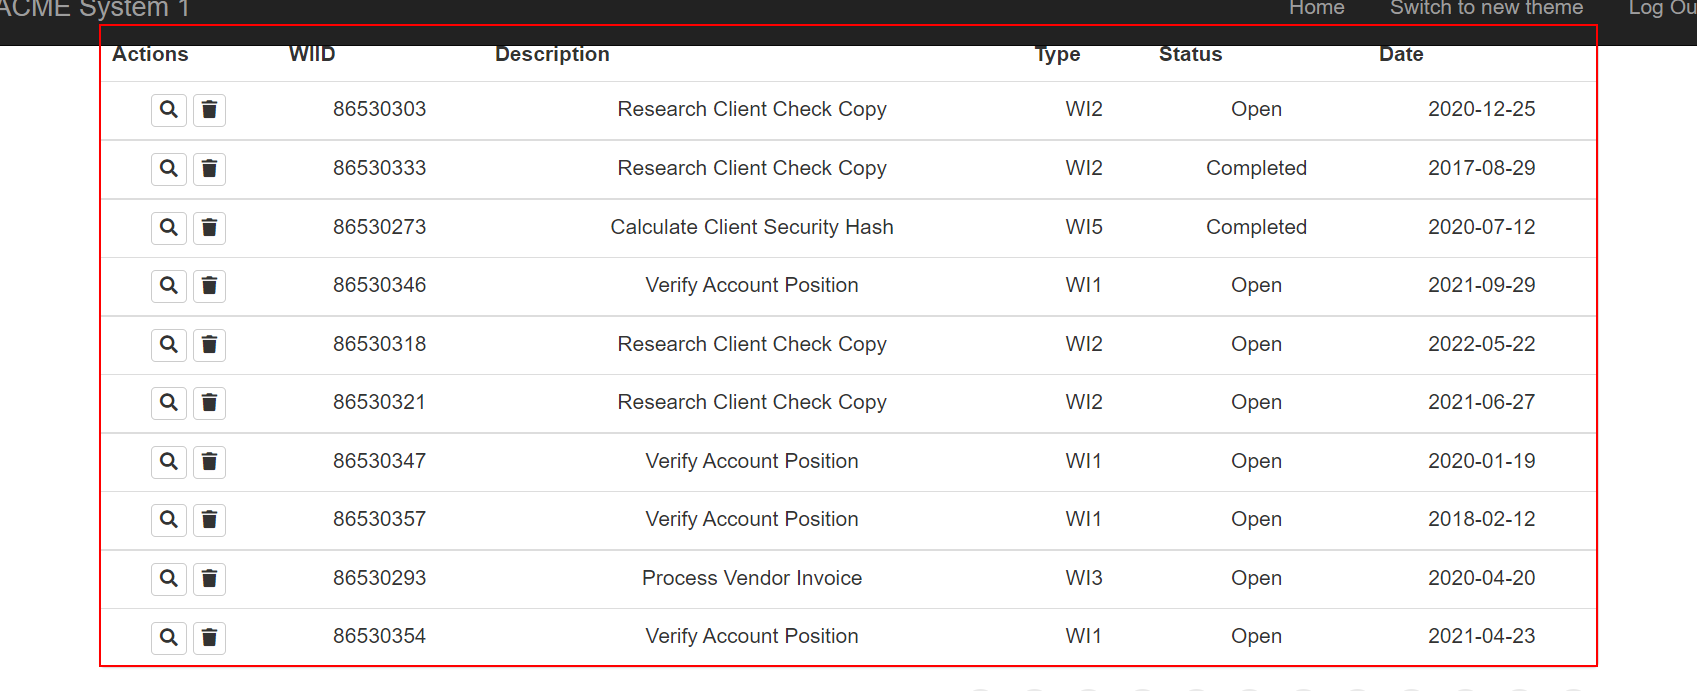 ACME System 1 Home Switch to new theme Log Ou
Actions WIID Description Type Status Date
86530303 Research Client Check Copy WI2 Open 2020-12-25
86530333 Research Client Check Copy WI2 Completed 2017-08-29
86530273 Calculate Client Security Hash WI5 Completed 2020-07-12
86530346 Verify Account Position WI1 Open 2021-09-29
86530318 Research Client Check Copy WI2 Open 2022-05-22
86530321 Research Client Check Copy WI2 Open 2021-06-27
86530347 Verify Account Position WI1 Open 2020-01-19
86530357 Verify Account Position WI1 Open 2018-02-12
86530293 Process Vendor Invoice WI3 Open 2020-04-20
86530354 Verify Account Position WI1 Open 2021-04-23